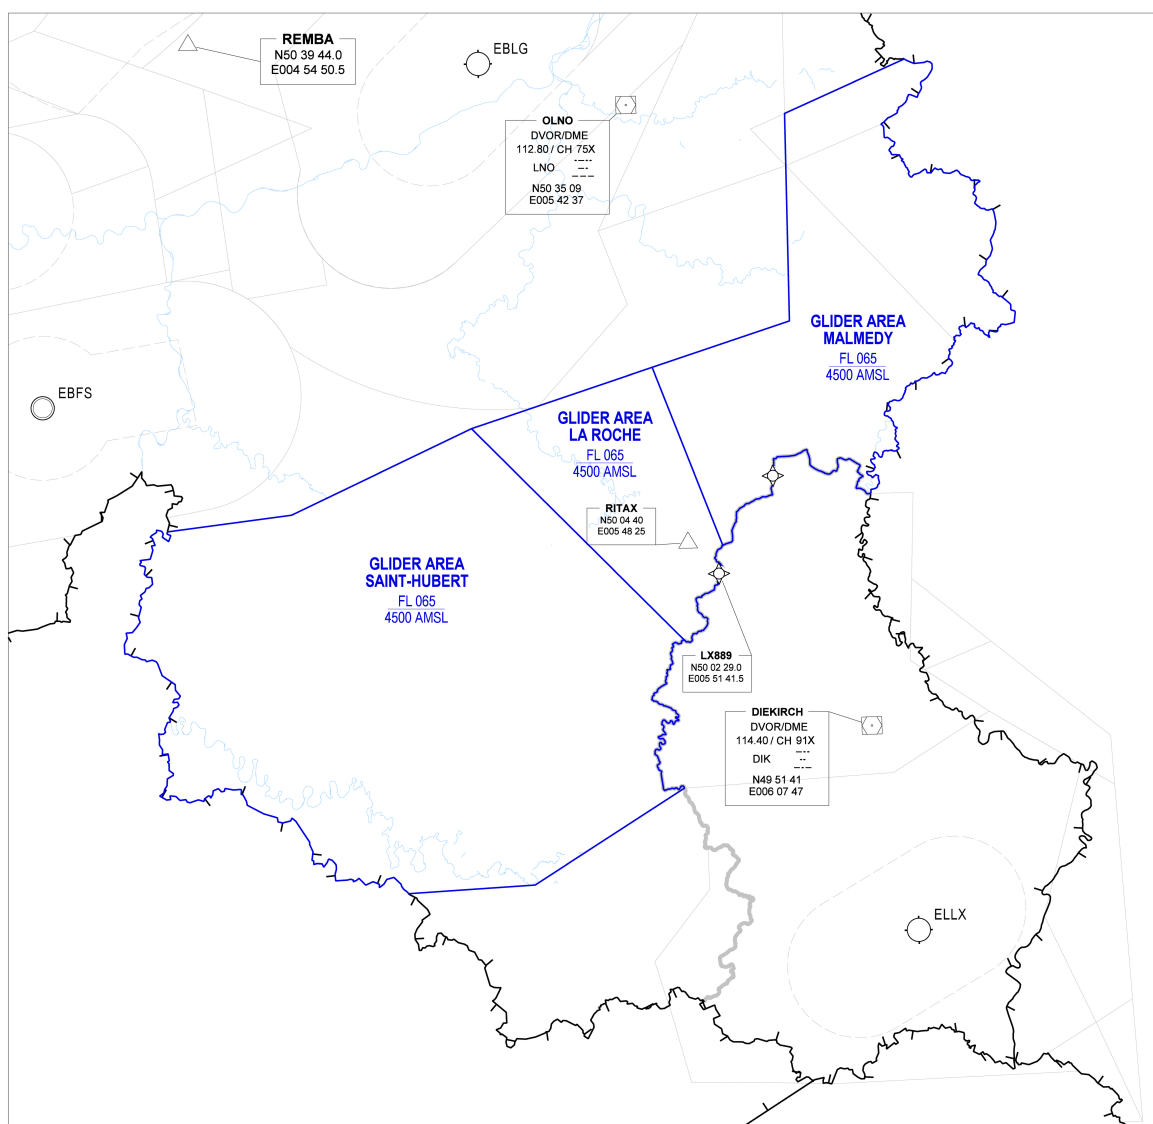 REMBA
N50 39 44.0
E004 54 50.5
EBLG
OLNO
DVOR/DME
112.80 / CH 75X
LNO
N50 35 09
E005 42 37
GLIDER AREA
MALMEDY
FL 065
4500 AMSL
EBFS
GLIDER AREA
LA ROCHE
FL 065
4500 AMSL
RITAX
N50 04 40
E005 48 25
GLIDER AREA
SAINT-HUBERT
FL 065
4500 AMSL
LX889
N50 02 29.0
E005 51 41.5
DIEKIRCH
DVOR/DME
114.40 / CH 91X
DIK
N49 51 41
E006 07 47
ELLX